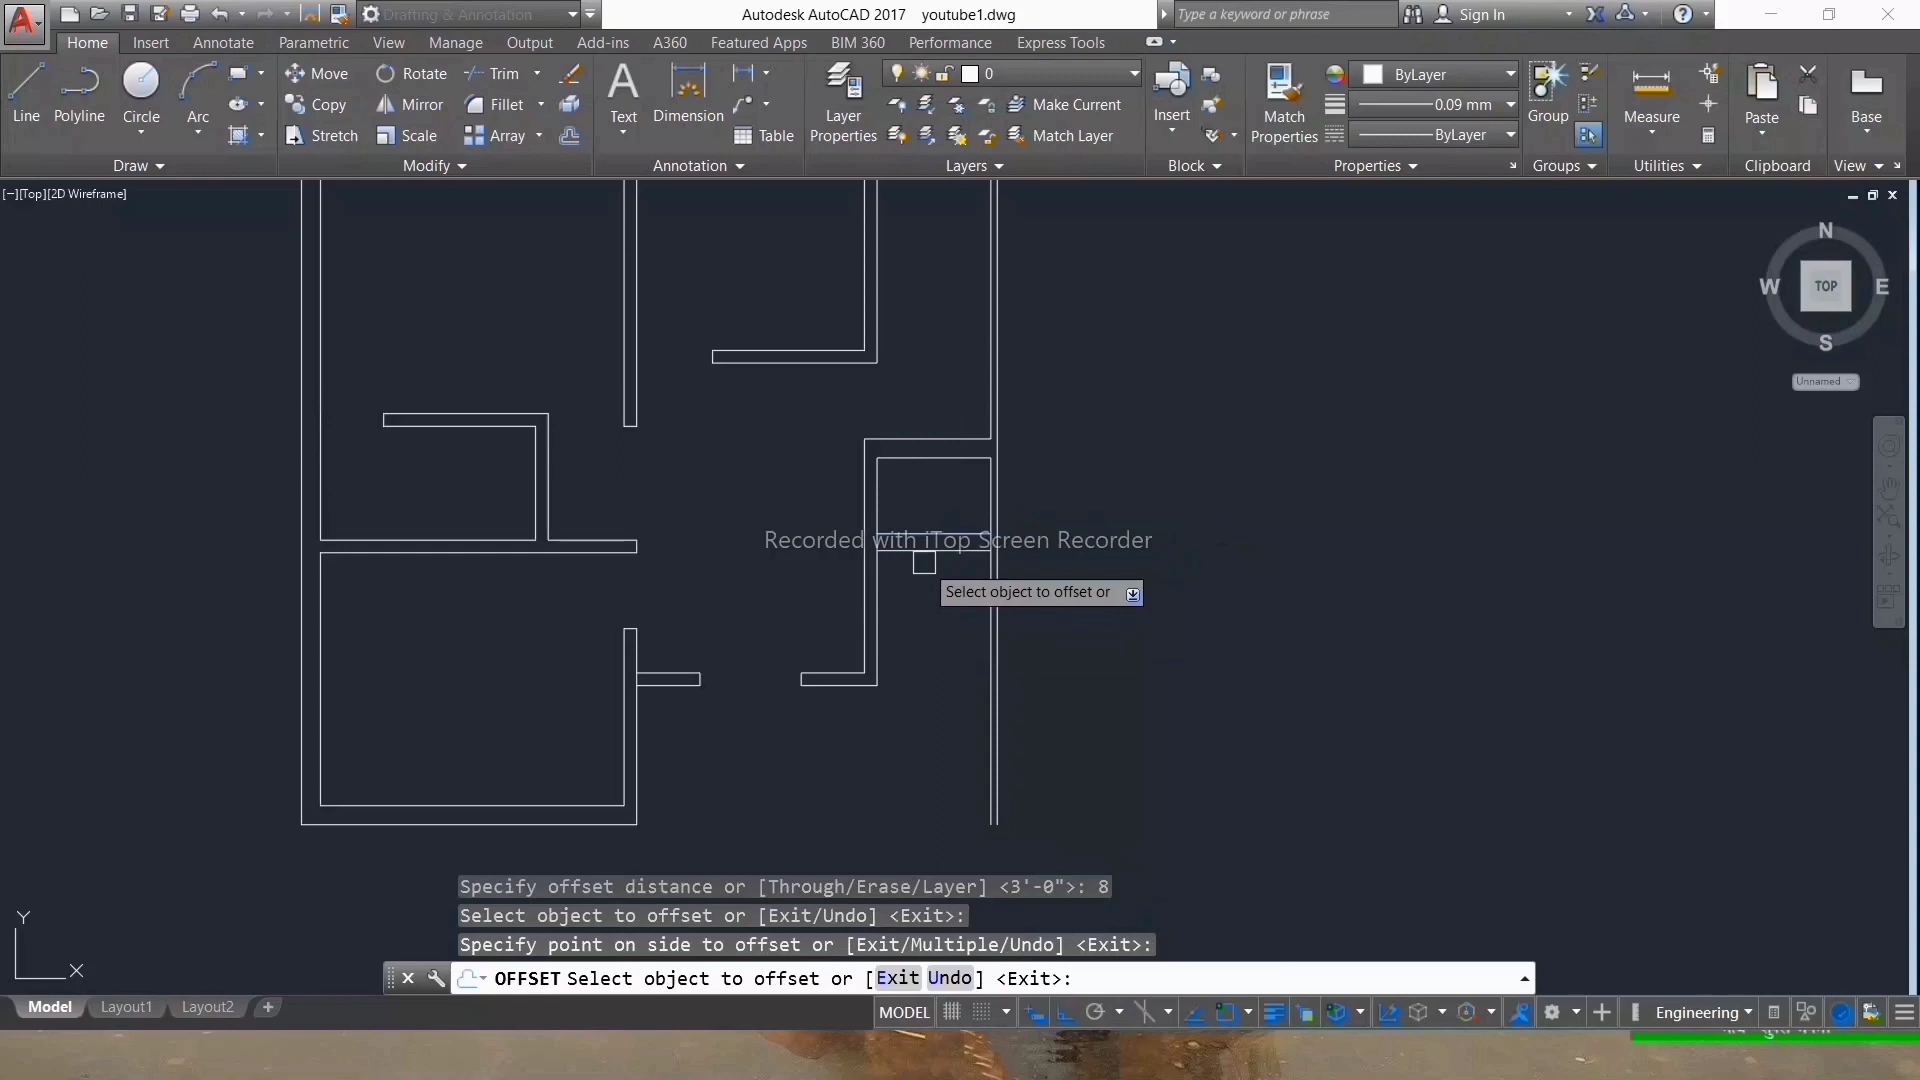 Drafting & Annotation
Autodesk AutoCAD 2017 youtube1.dwg
Type a keyword or phrase
Sign In
Home Insert Annotate Parametric View Manage Output Add-ins A360 Featured Apps BIM 360 Performance Express Tools
Line Polyline Circle Arc
Move Rotate Trim
Copy Mirror Fillet
Stretch Scale Array
Text Dimension Table
Layer Properties
0
Make Current
Match Layer
Insert
Match Properties
ByLayer
0.09 mm
ByLayer
Group
Measure
Paste
Base
Draw Modify Annotation Layers Block Properties Groups Utilities Clipboard View
[−][Top][2D Wireframe]
N
W TOP E
S
Unnamed
Recorded with iTop Screen Recorder
Select object to offset or
Specify offset distance or [Through/Erase/Layer] <3'-0">: 8
Select object to offset or [Exit/Undo] <Exit>:
Specify point on side to offset or [Exit/Multiple/Undo] <Exit>:
OFFSET Select object to offset or [Exit Undo] <Exit>:
Y
X
Model Layout1 Layout2 +
MODEL
Engineering